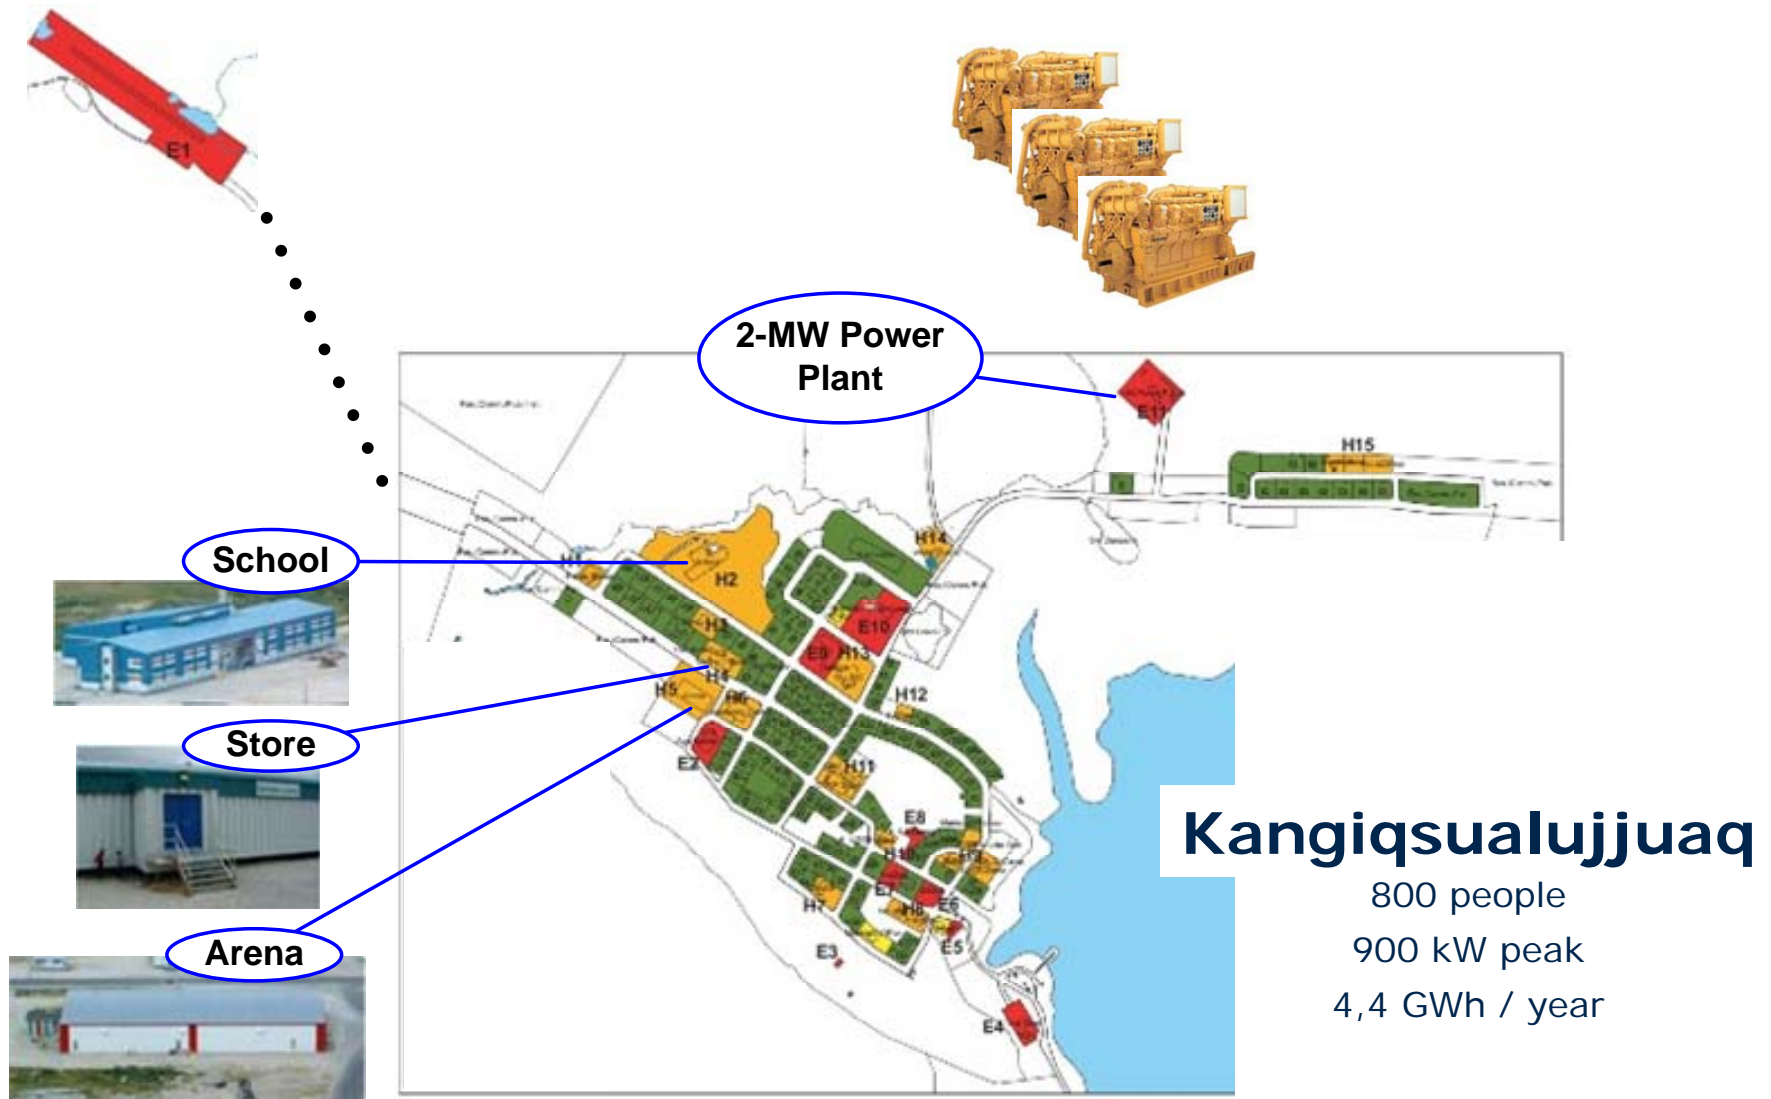 E1
2-MW Power
Plant
E11
H15
School
H14
H1
H2
H3
E10
E9
H13
H4
H5
H6
H12
Store
E2
H11
Kangiqsualujjuaq
E8
H10
H9
800 people
E7
H7
H8
E6
900 kW peak
Arena
E3
E5
4,4 GWh / year
E4